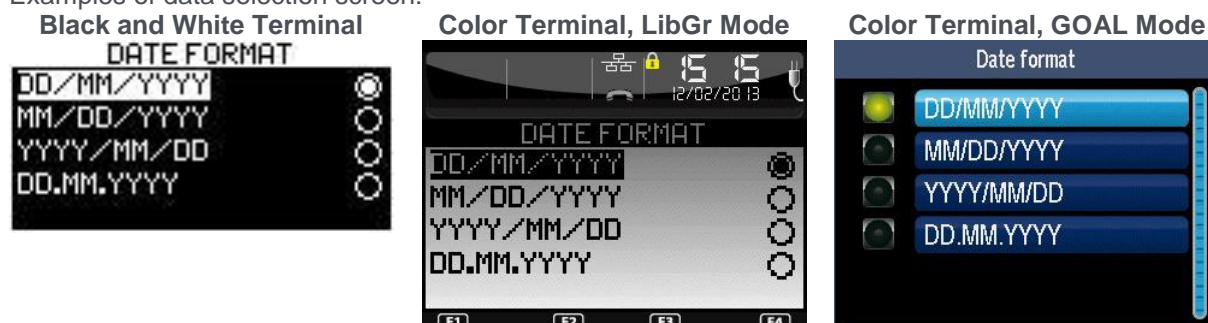 Examples of data selection screen:
Black and White Terminal
DATE FORMAT
DD/MM/YYYY
MM/DD/YYYY
YYYY/MM/DD
DD.MM.YYYY
Color Terminal, LibGr Mode
15 15
12/02/2013
DATE FORMAT
DD/MM/YYYY
MM/DD/YYYY
YYYY/MM/DD
DD.MM.YYYY
F1 F2 F3 F4
Color Terminal, GOAL Mode
Date format
DD/MM/YYYY
MM/DD/YYYY
YYYY/MM/DD
DD.MM.YYYY